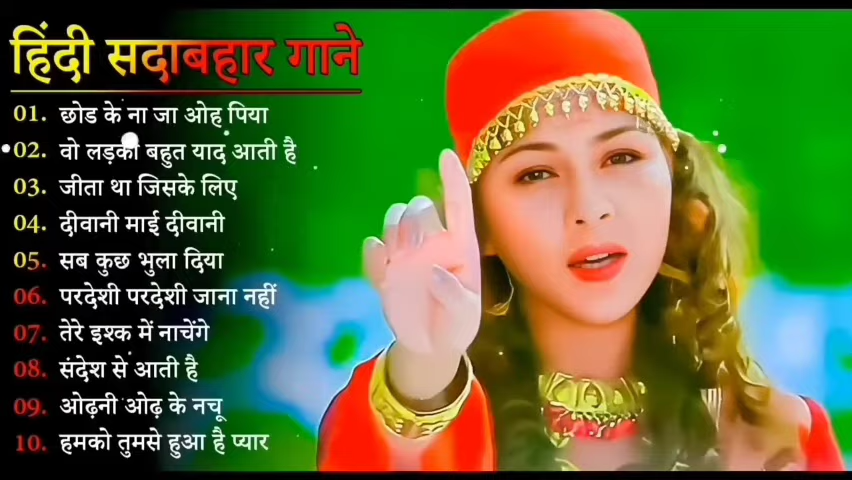 हिंदी सदाबहार गाने
01. छोड के ना जा ओह पिया
02. वो लड़की बहुत याद आती है
03. जीता था जिसके लिए
04. दीवानी माई दीवानी
05. सब कुछ भुला दिया
06. परदेशी परदेशी जाना नहीं
07. तेरे इश्क में नाचेंगे
08. संदेश से आती है
09. ओढ़नी ओढ़ के नचू
10. हमको तुमसे हुआ है प्यार